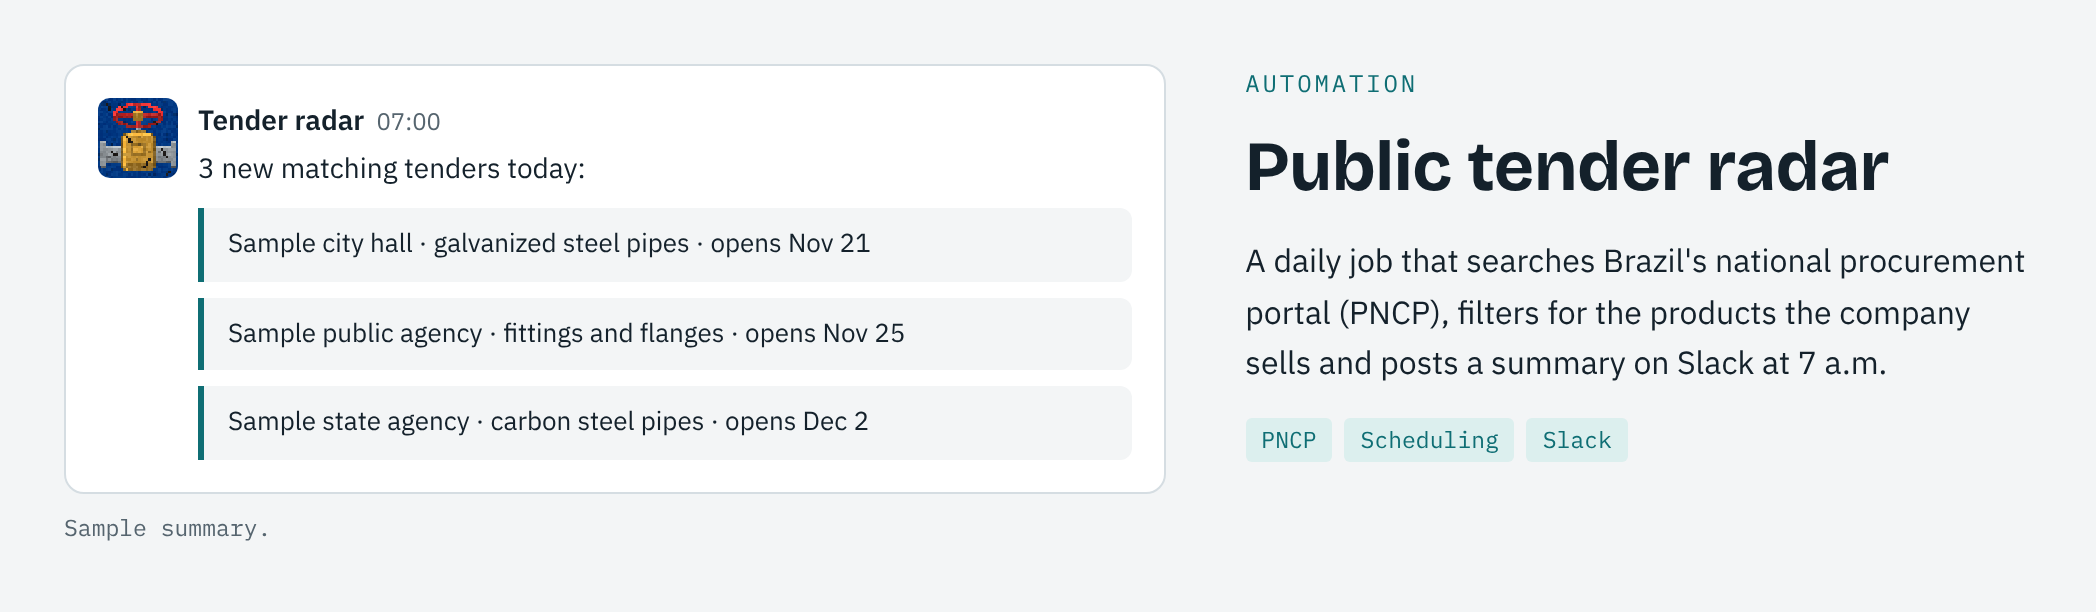 Tender radar 07:00
3 new matching tenders today:
Sample city hall · galvanized steel pipes · opens Nov 21
Sample public agency · fittings and flanges · opens Nov 25
Sample state agency · carbon steel pipes · opens Dec 2
Sample summary.
AUTOMATION
Public tender radar
A daily job that searches Brazil's national procurement
portal (PNCP), filters for the products the company
sells and posts a summary on Slack at 7 a.m.
PNCP Scheduling Slack